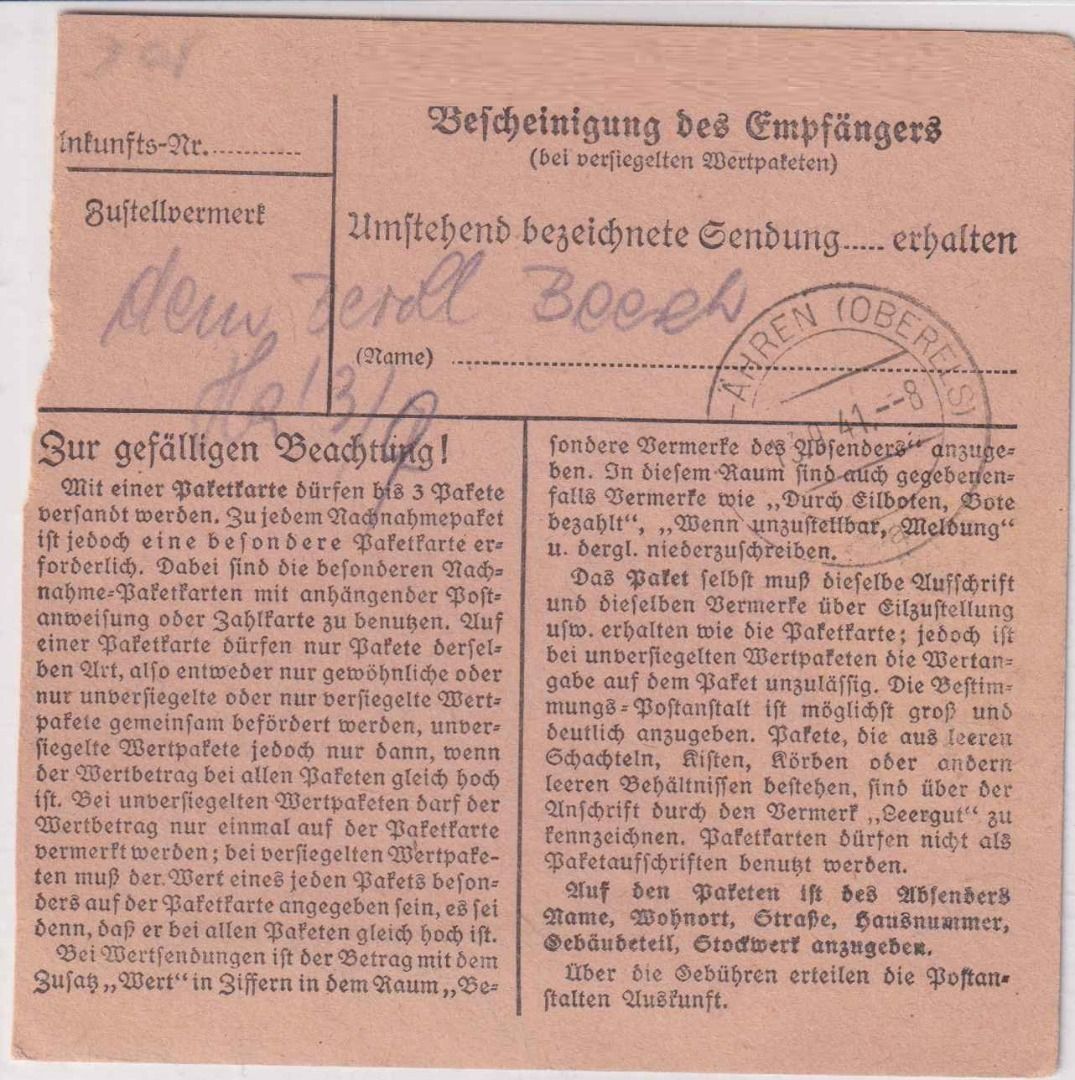 701
Ankunfts-Nr.
Zustellvermerk
Bescheinigung des Empfängers
(bei versiegelten Wertpaketen)
Umstehend bezeichnete Sendung..... erhalten
dem
(Name)
ÄHREN (OBERELS)
41.--8
Zur gefälligen Beachtung!
Mit einer Paketkarte dürfen bis 3 Pakete
versandt werden. Zu jedem Nachnahmepaket
ist jedoch eine besondere Paketkarte er-
forderlich. Dabei sind die besonderen Nach-
nahme-Paketkarten mit anhängender Post-
anweisung oder Zahlkarte zu benutzen. Auf
einer Paketkarte dürfen nur Pakete dersel-
ben Art, also entweder nur gewöhnliche oder
nur unversiegelte oder nur versiegelte Wert-
pakete gemeinsam befördert werden, unver-
siegelte Wertpakete jedoch nur dann, wenn
der Wertbetrag bei allen Paketen gleich hoch
ist. Bei unversiegelten Wertpaketen darf der
Wertbetrag nur einmal auf der Paketkarte
vermerkt werden; bei versiegelten Wertpake-
ten muß der Wert eines jeden Pakets beson-
ders auf der Paketkarte angegeben sein, es sei
denn, daß er bei allen Paketen gleich hoch ist.
Bei Wertsendungen ist der Betrag mit dem
Zusatz „Wert“ in Ziffern in dem Raum „Be-
sondere Vermerke des Absenders“ anzuge-
ben. In diesem Raum sind auch gegebenen-
falls Vermerke wie „Durch Eilboten, Bote
bezahlt“, „Wenn unzustellbar, Meldung“
u. dergl. niederzuschreiben.
Das Paket selbst muß dieselbe Aufschrift
und dieselben Vermerke über Eilzustellung
usw. erhalten wie die Paketkarte; jedoch ist
bei unversiegelten Wertpaketen die Wertan-
gabe auf dem Paket unzulässig. Die Bestim-
mungs-Postanstalt ist möglichst groß und
deutlich anzugeben. Pakete, die aus leeren
Schachteln, Kisten, Körben oder andern
leeren Behältnissen bestehen, sind über der
Anschrift durch den Vermerk „Leergut“ zu
kennzeichnen. Paketkarten dürfen nicht als
Paketaufschriften benutzt werden.
Auf den Paketen ist des Absenders
Name, Wohnort, Straße, Hausnummer,
Gebäudeteil, Stockwerk anzugeben.
Über die Gebühren erteilen die Postan-
stalten Auskunft.